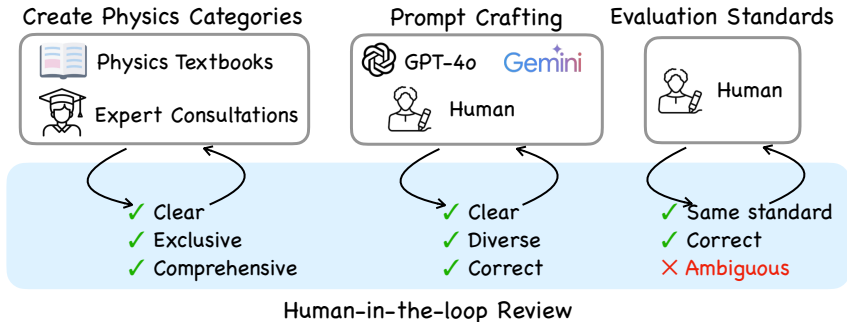 Create Physics Categories
Physics Textbooks
Expert Consultations
✓ Clear
✓ Exclusive
✓ Comprehensive
Prompt Crafting
GPT-4o Gemini
Human
✓ Clear
✓ Diverse
✓ Correct
Evaluation Standards
Human
✓ Same standard
✓ Correct
× Ambiguous
Human-in-the-loop Review